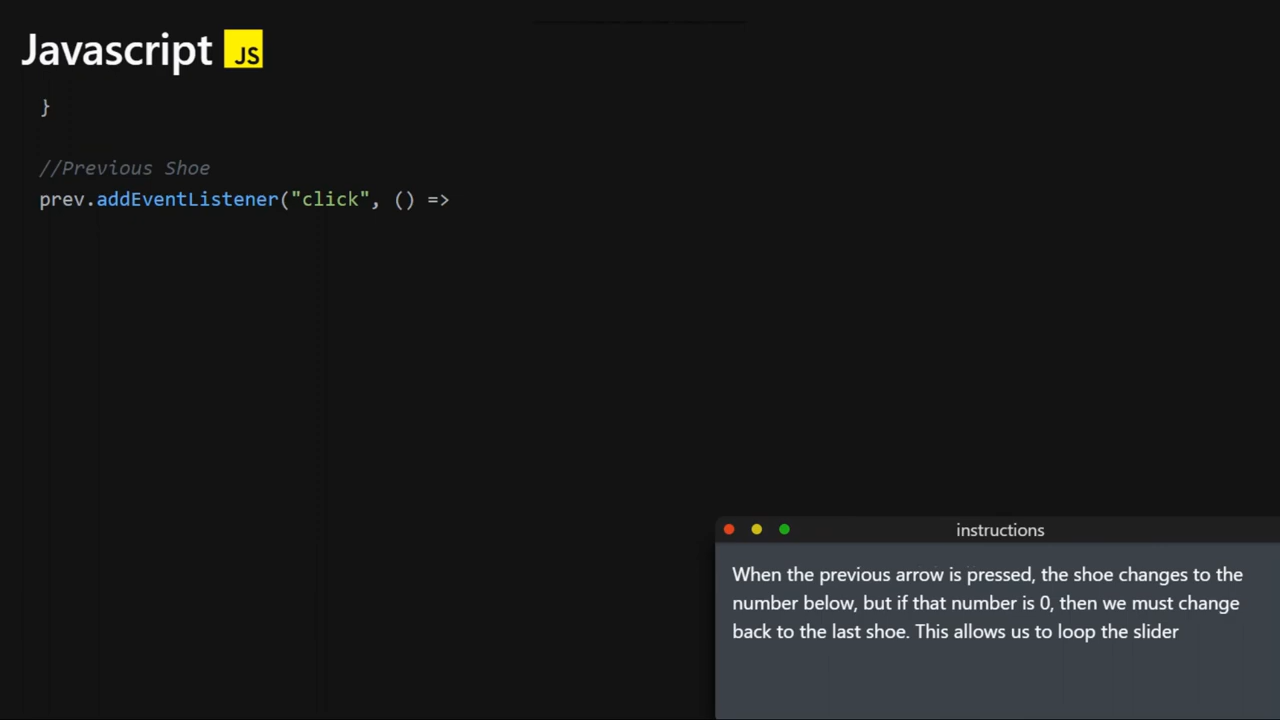 Javascript JS
}
//Previous Shoe
prev.addEventListener("click", () =>
instructions
When the previous arrow is pressed, the shoe changes to the
number below, but if that number is 0, then we must change
back to the last shoe. This allows us to loop the slider